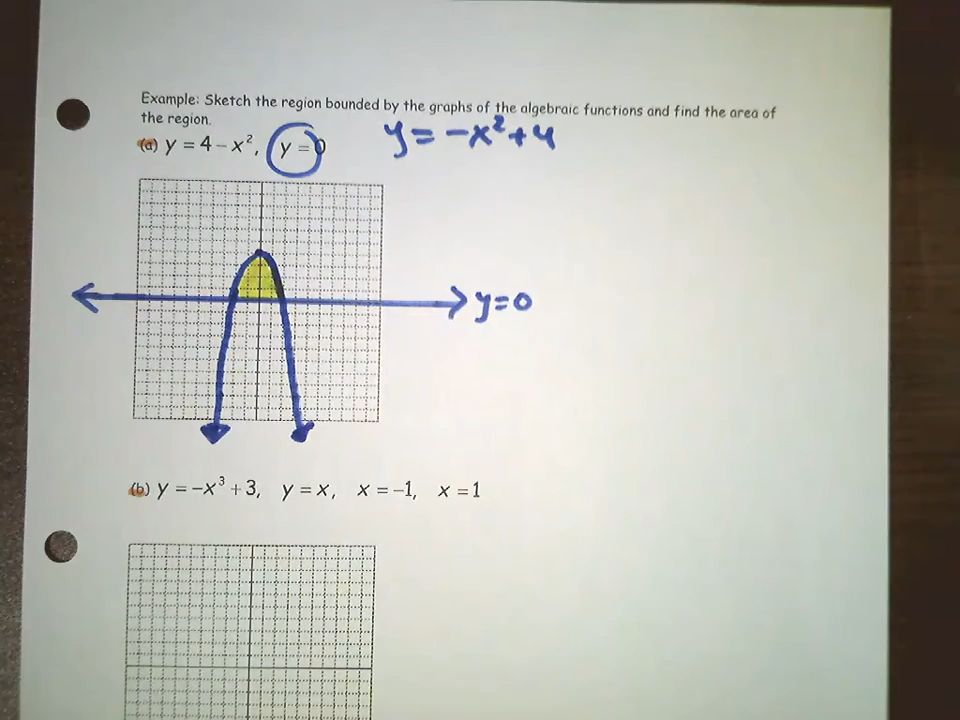 Example: Sketch the region bounded by the graphs of the algebraic functions and find the area of
the region.
(a) y = 4 - x², y = 0 y = -x² + 4
y = 0
(b) y = -x³ + 3, y = x, x = -1, x = 1